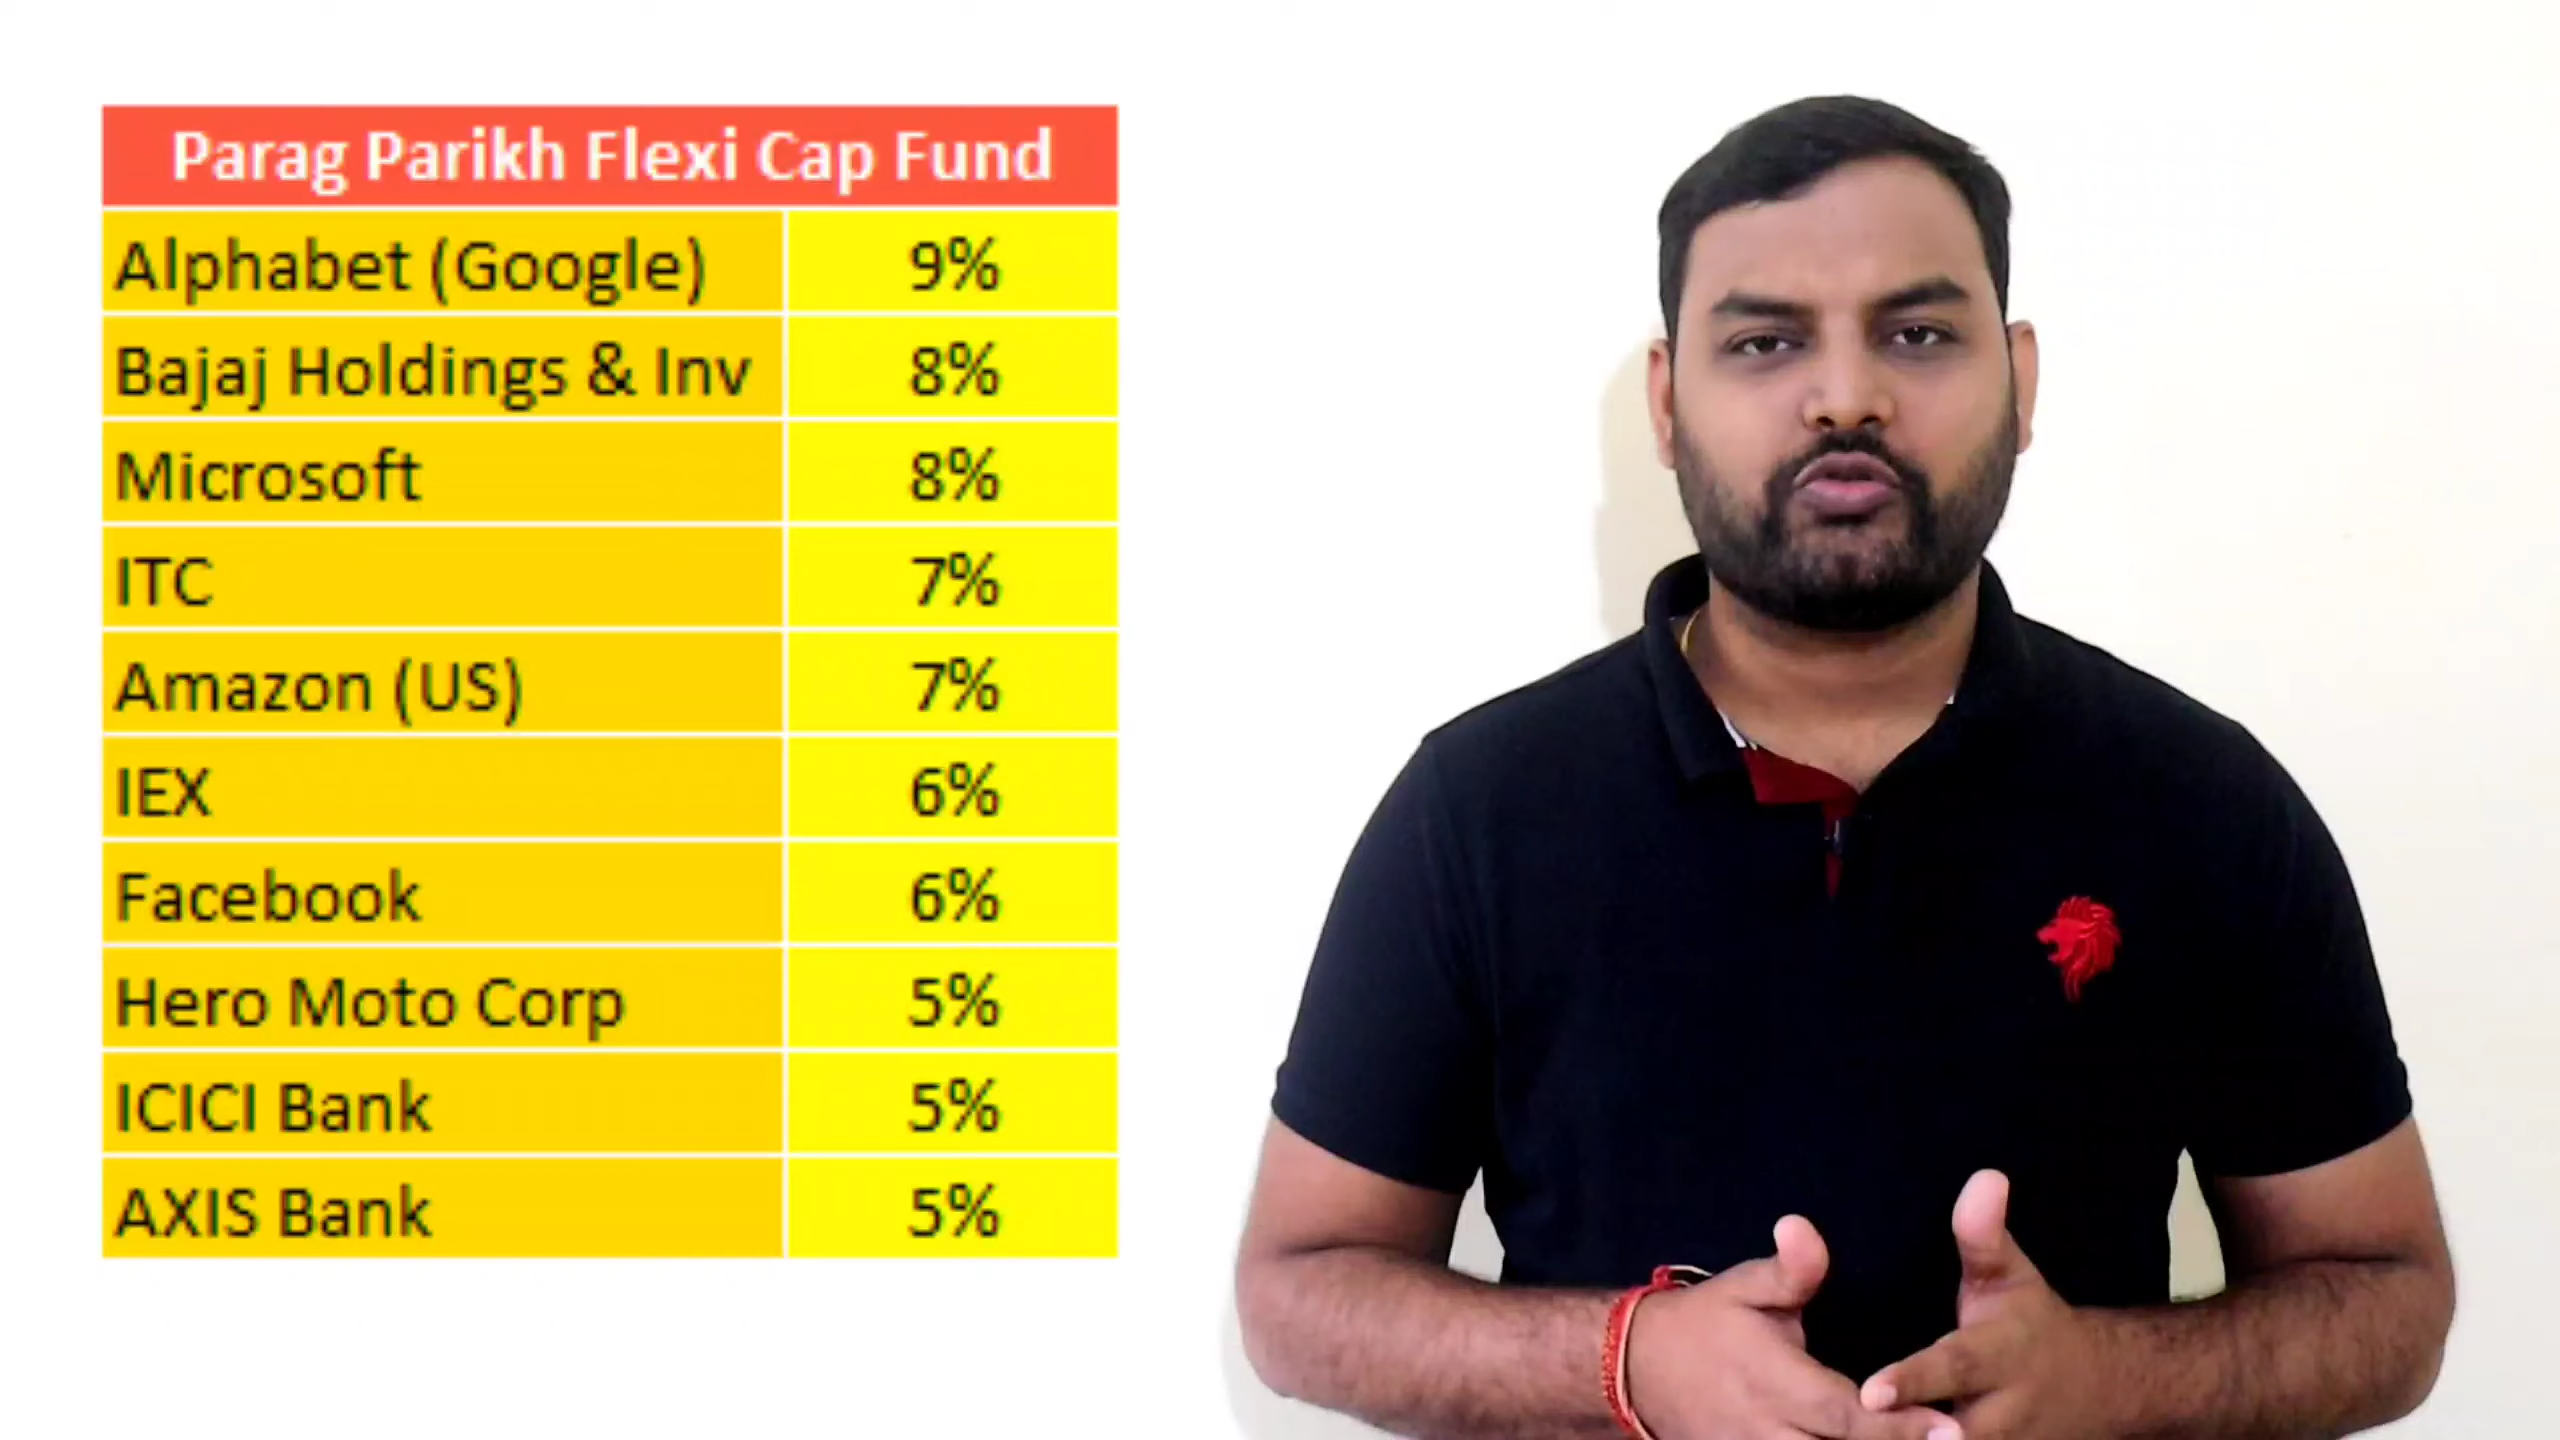 Parag Parikh Flexi Cap Fund
Alphabet (Google) 9%
Bajaj Holdings & Inv 8%
Microsoft 8%
ITC 7%
Amazon (US) 7%
IEX 6%
Facebook 6%
Hero Moto Corp 5%
ICICI Bank 5%
AXIS Bank 5%